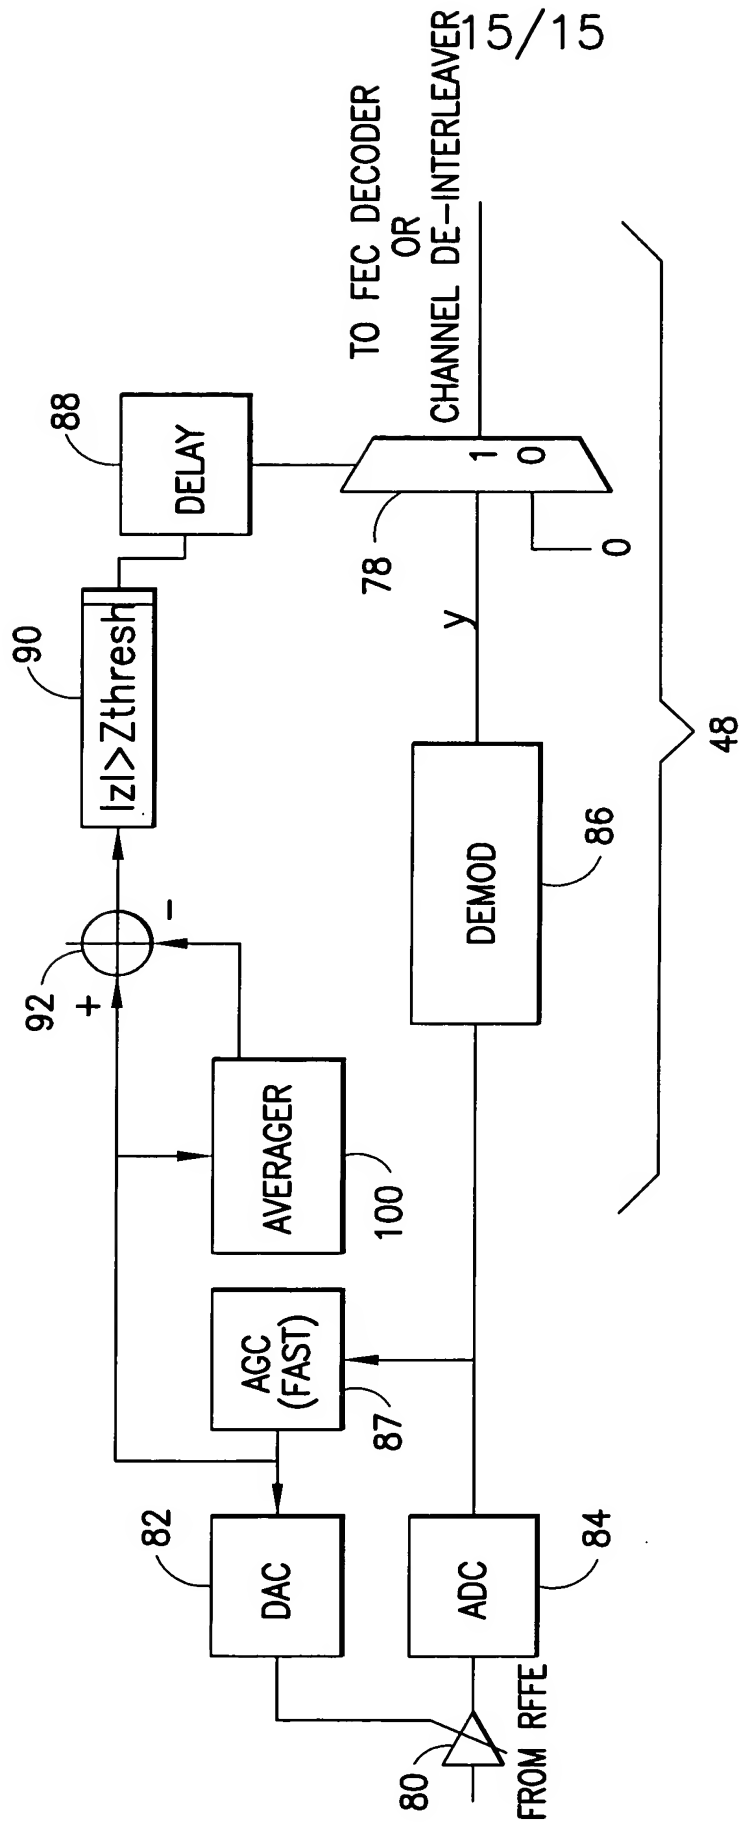 15/15
90
88
|z|>Zthresh
DELAY
92
+
-
TO FEC DECODER
OR
CHANNEL DE-INTERLEAVER
82
DAC
AGC
(FAST)
87
AVERAGER
100
78
1
0
0
y
80
FROM RFFE
ADC
84
DEMOD
86
48